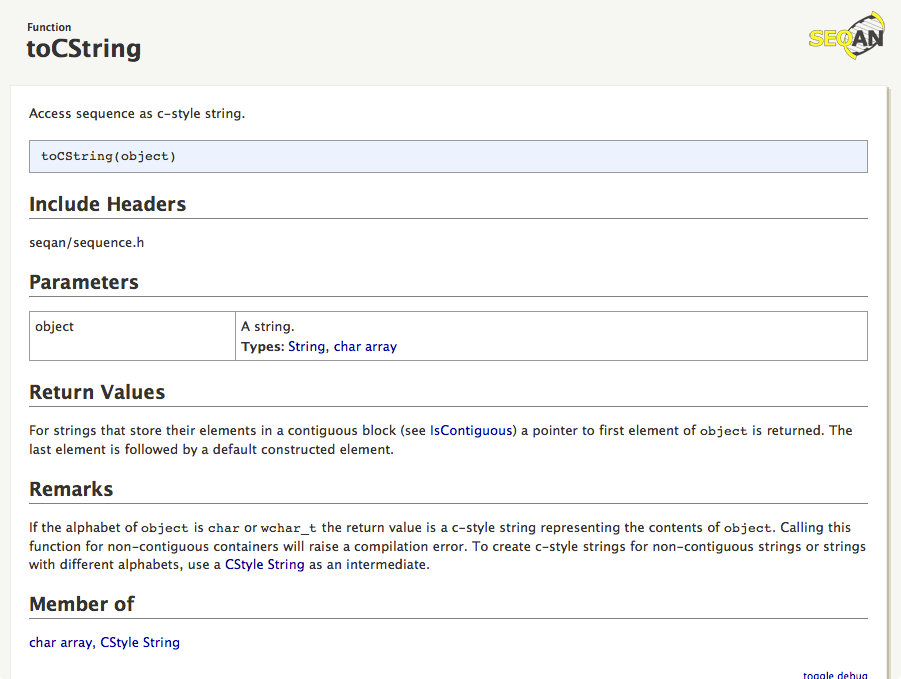 Function
toCString
SEQAN
Access sequence as c-style string.
toCString(object)
Include Headers
seqan/sequence.h
Parameters
object
A string.
Types: String, char array
Return Values
For strings that store their elements in a contiguous block (see IsContiguous) a pointer to first element of object is returned. The
last element is followed by a default constructed element.
Remarks
If the alphabet of object is char or wchar_t the return value is a c-style string representing the contents of object. Calling this
function for non-contiguous containers will raise a compilation error. To create c-style strings for non-contiguous strings or strings
with different alphabets, use a CStyle String as an intermediate.
Member of
char array, CStyle String
toggle debug